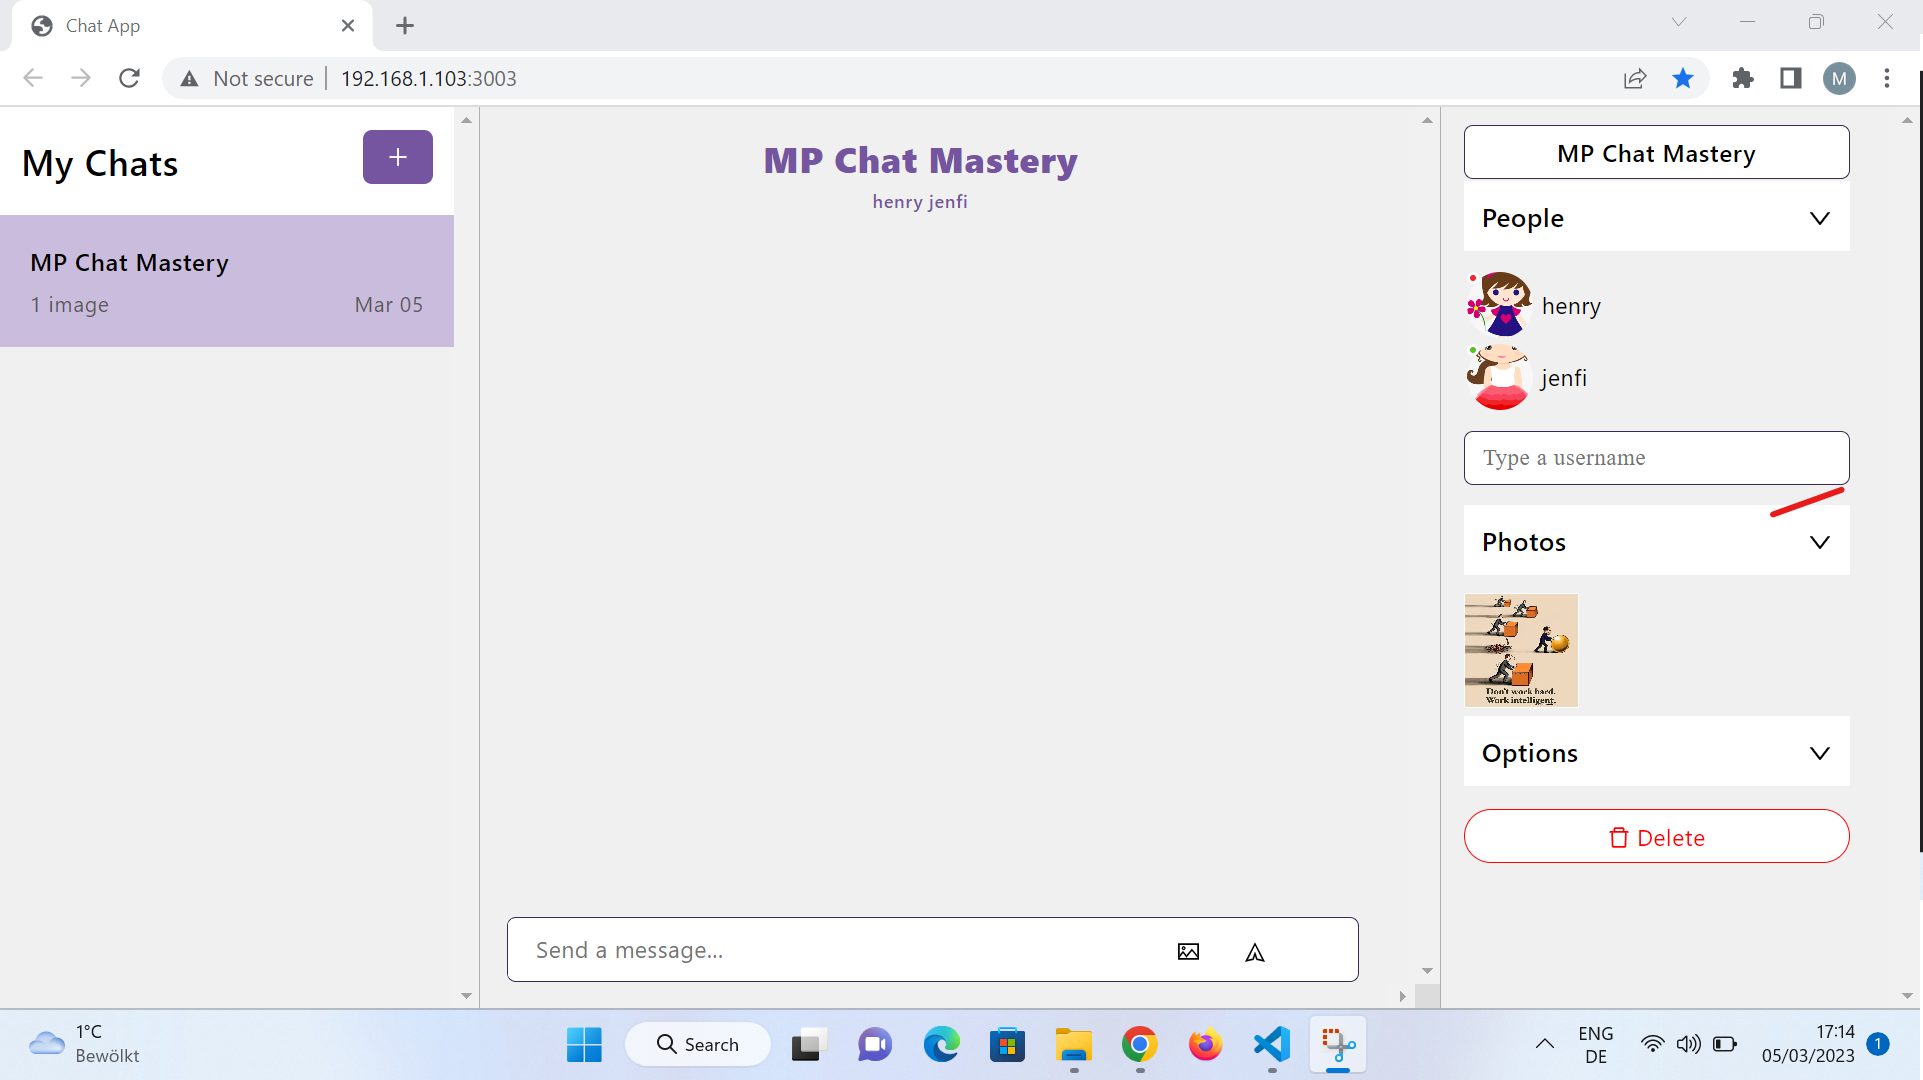 Chat App
Not secure
192.168.1.103:3003
M
My Chats
+
MP Chat Mastery
1 image
Mar 05
MP Chat Mastery
henry jenfi
Send a message...
MP Chat Mastery
People
henry
jenfi
Type a username
Photos
Don't work hard.
Work intelligent.
Options
Delete
1°C
Bewölkt
Search
ENG
DE
17:14
05/03/2023
1